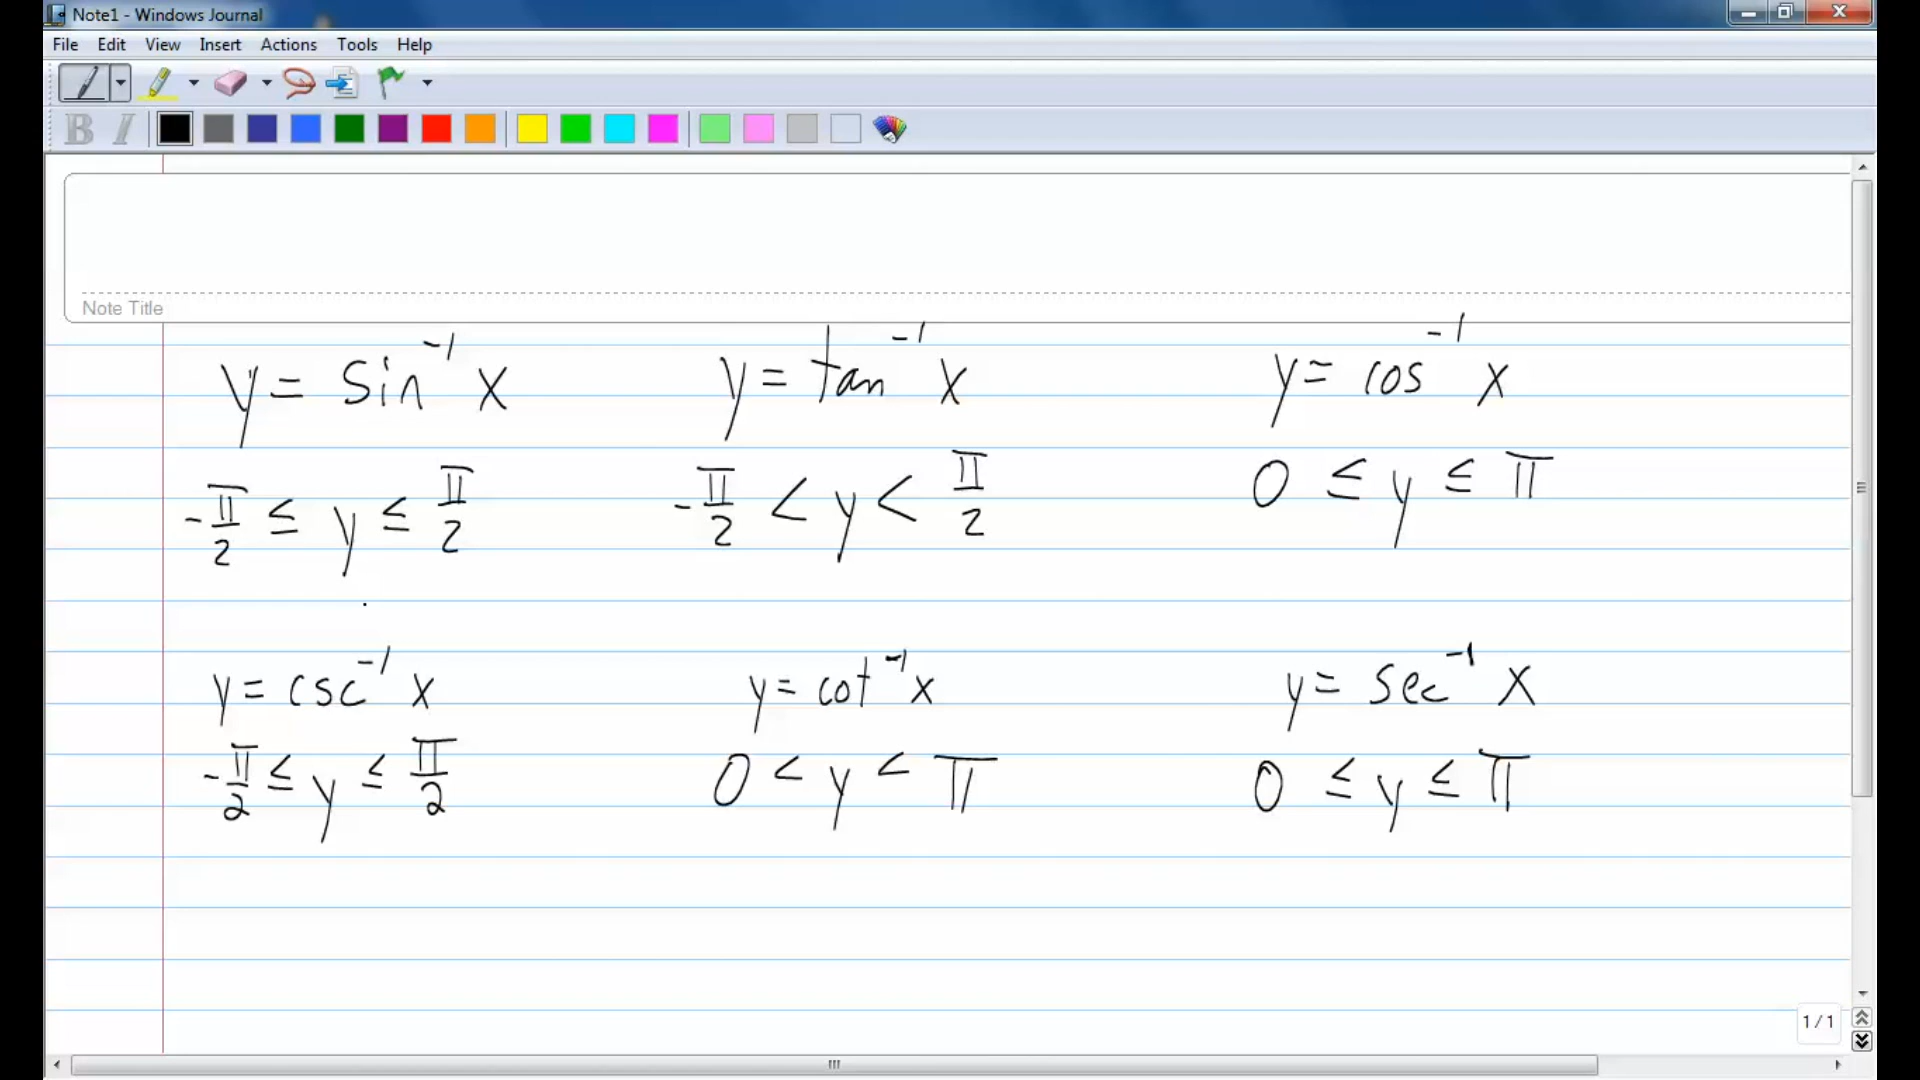 Note1 - Windows Journal
File Edit View Insert Actions Tools Help
B I
Note Title
y = sin⁻¹ x y = tan⁻¹ x y = cos⁻¹ x
-π/2 ≤ y ≤ π/2 -π/2 < y < π/2 0 ≤ y ≤ π
y = csc⁻¹ x y = cot⁻¹ x y = sec⁻¹ x
-π/2 ≤ y ≤ π/2 0 < y < π 0 ≤ y ≤ π
1 / 1